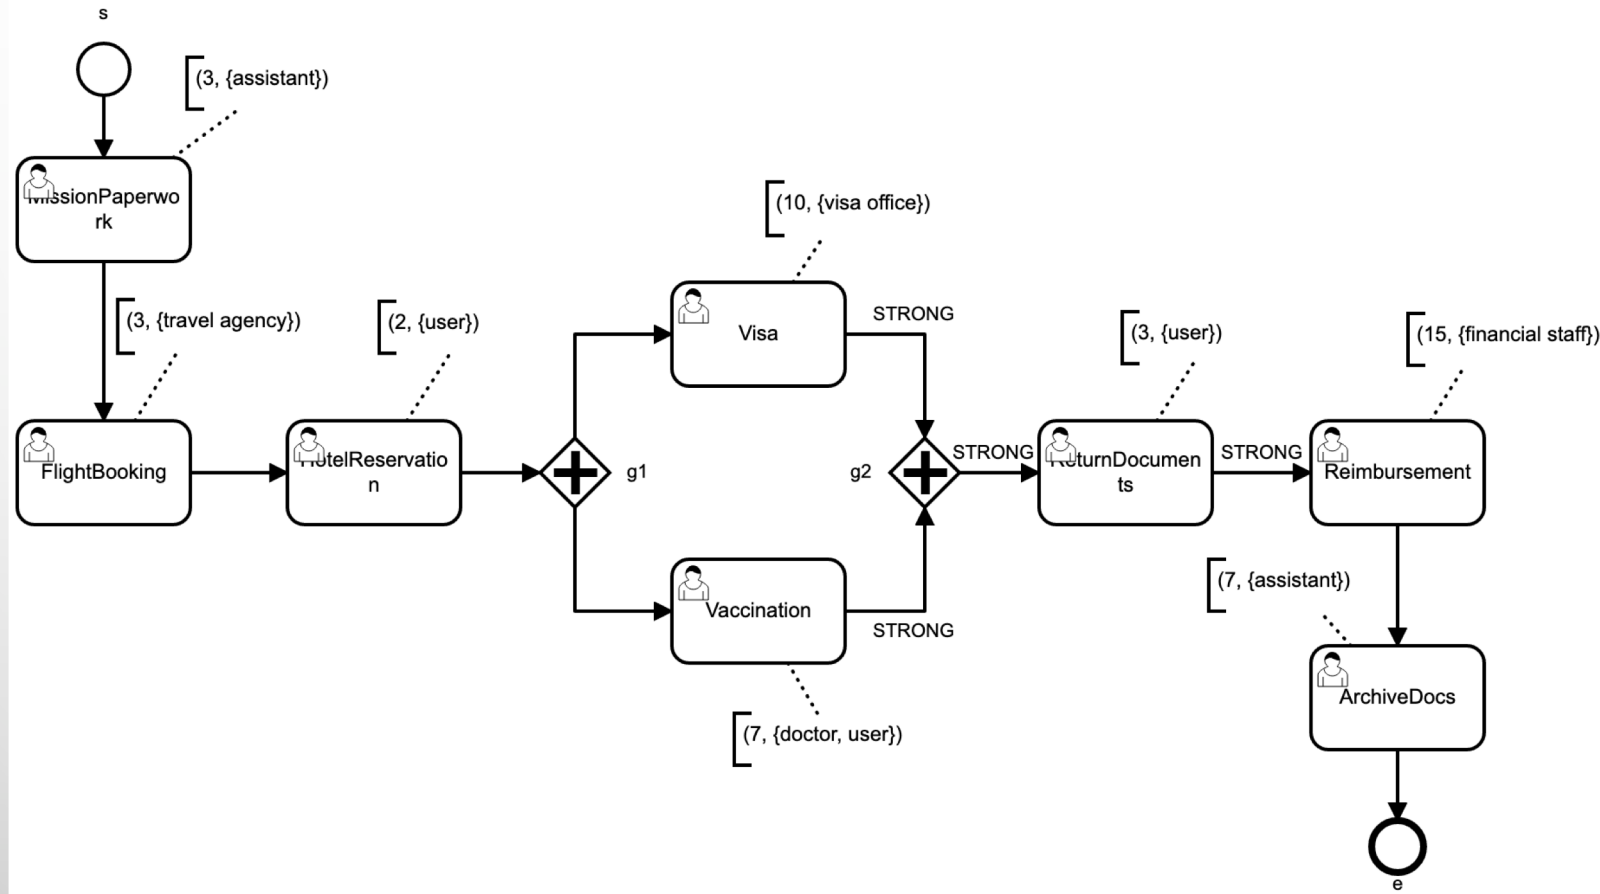 s
(3, {assistant})
MissionPaperwo
rk
(3, {travel agency})
FlightBooking
(2, {user})
HotelReservatio
n
g1
(10, {visa office})
Visa
STRONG
Vaccination
STRONG
(7, {doctor, user})
g2
STRONG
(3, {user})
ReturnDocumen
ts
STRONG
(15, {financial staff})
Reimbursement
(7, {assistant})
ArchiveDocs
e